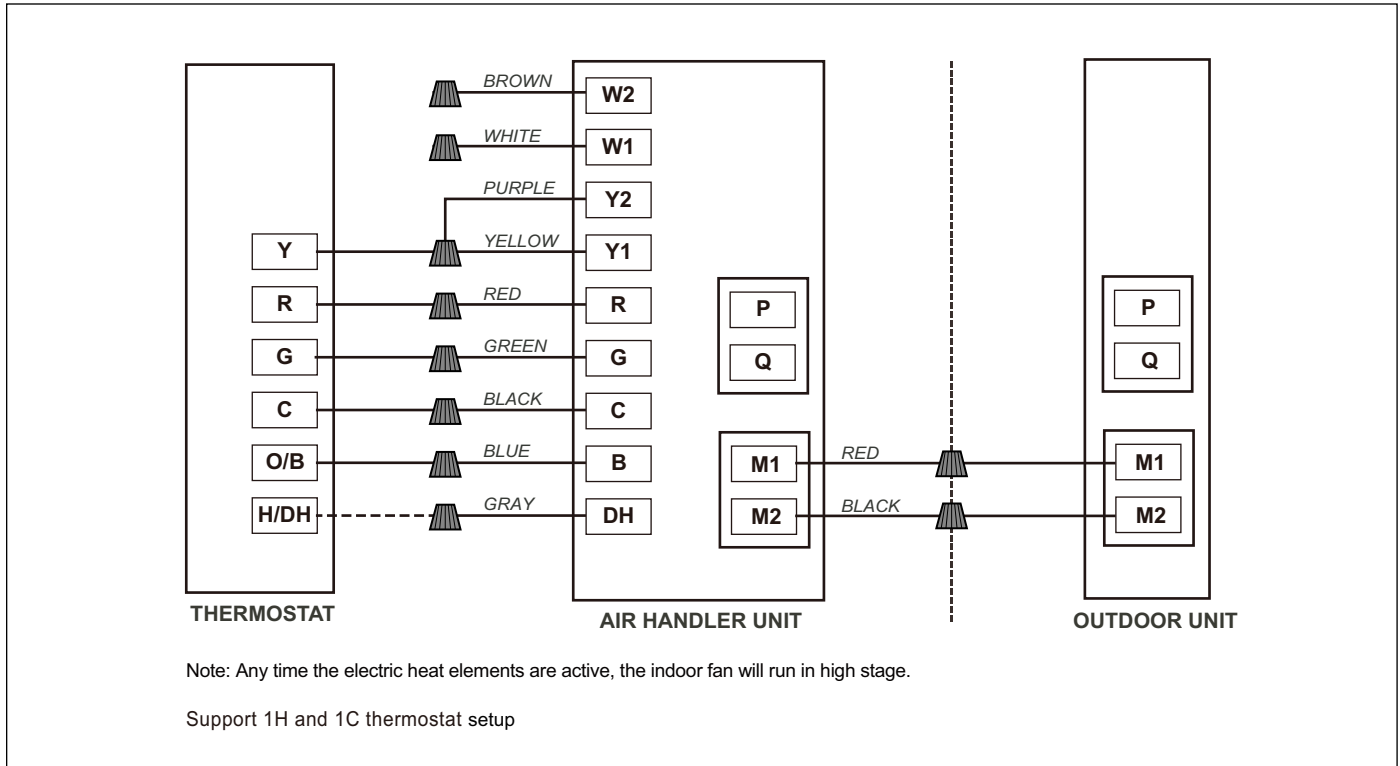 BROWN
W2
WHITE
W1
PURPLE
Y2
Y YELLOW Y1
R RED R P P
G GREEN G Q Q
C BLACK C
O/B BLUE B M1 RED M1
H/DH GRAY DH M2 BLACK M2
THERMOSTAT AIR HANDLER UNIT OUTDOOR UNIT
Note: Any time the electric heat elements are active, the indoor fan will run in high stage.
Support 1H and 1C thermostat setup